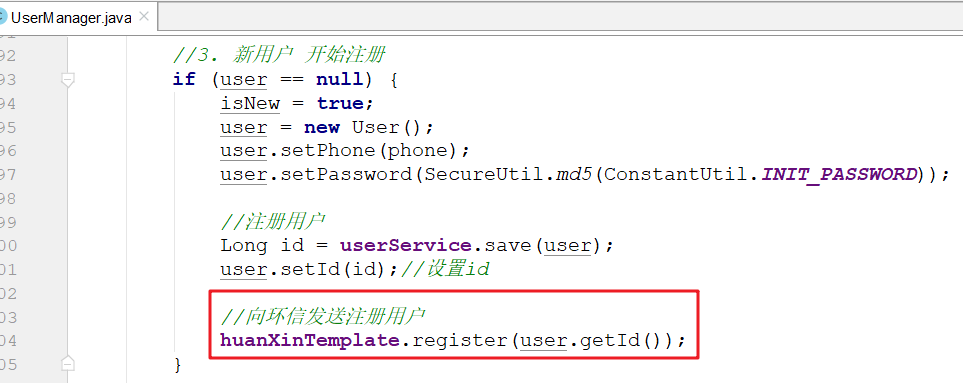 UserManager.java
92 //3. 新用户 开始注册
93 if (user == null) {
94 isNew = true;
95 user = new User();
96 user.setPhone(phone);
97 user.setPassword(SecureUtil.md5(ConstantUtil.INIT_PASSWORD));
98
99 //注册用户
00 Long id = userService.save(user);
01 user.setId(id);//设置id
02
03 //向环信发送注册用户
04 huanXinTemplate.register(user.getId());
05 }